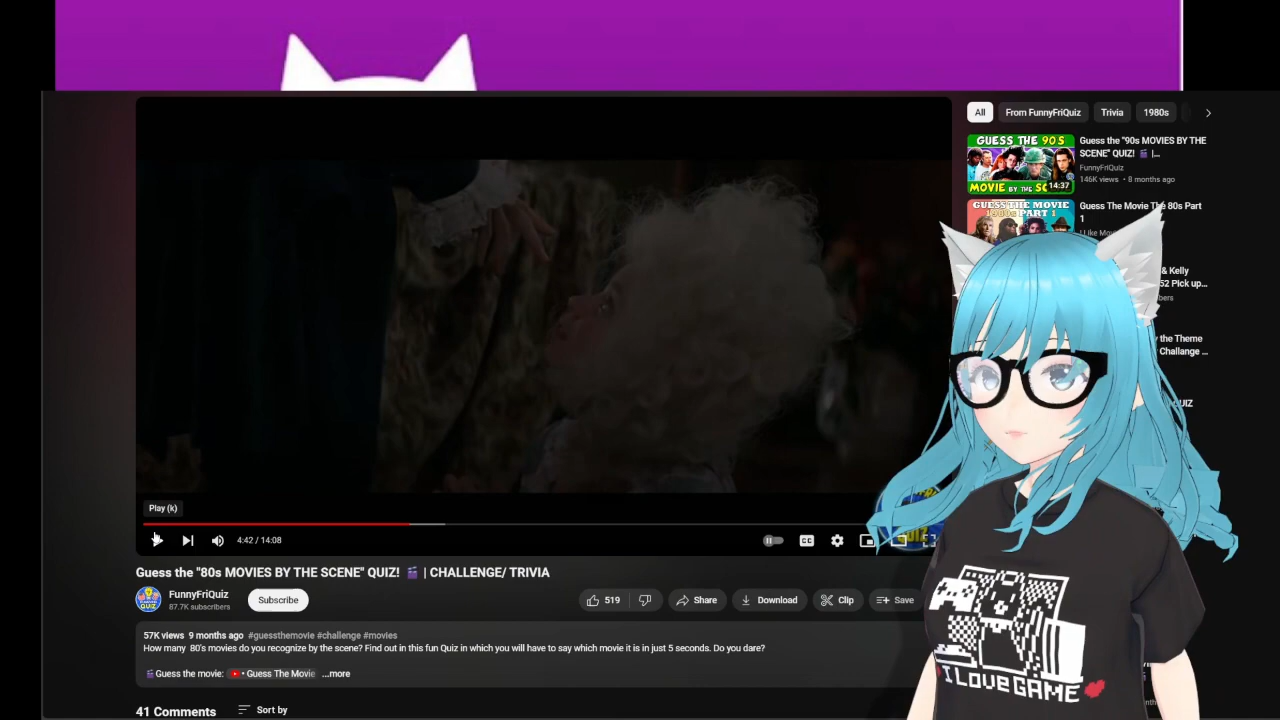 All
From FunnyFriQuiz
Trivia
1980s
GUESS THE 90S
MOVIE BY THE
14:37
Guess the "90s MOVIES BY THE
SCENE" QUIZ! 🎬 |...
FunnyFriQuiz
146K views • 8 months ago
GUESS THE MOVIE
1980s PART 1
Guess The Movie The 80s Part
1
I Like
& Kelly
52 Pick up...
bers
the Theme
Challange ...
UIZ
Play (k)
4:42 / 14:08
CC
Guess the "80s MOVIES BY THE SCENE" QUIZ! 🎬 | CHALLENGE/ TRIVIA
FunnyFriQuiz
87.7K subscribers
Subscribe
519
Share
Download
Clip
Save
57K views 9 months ago #guessthemovie #challenge #movies
How many 80's movies do you recognize by the scene? Find out in this fun Quiz in which you will have to say which movie it is in just 5 seconds. Do you dare?
🎬Guess the movie: • Guess The Movie ...more
41 Comments
Sort by
I LOVE GAME